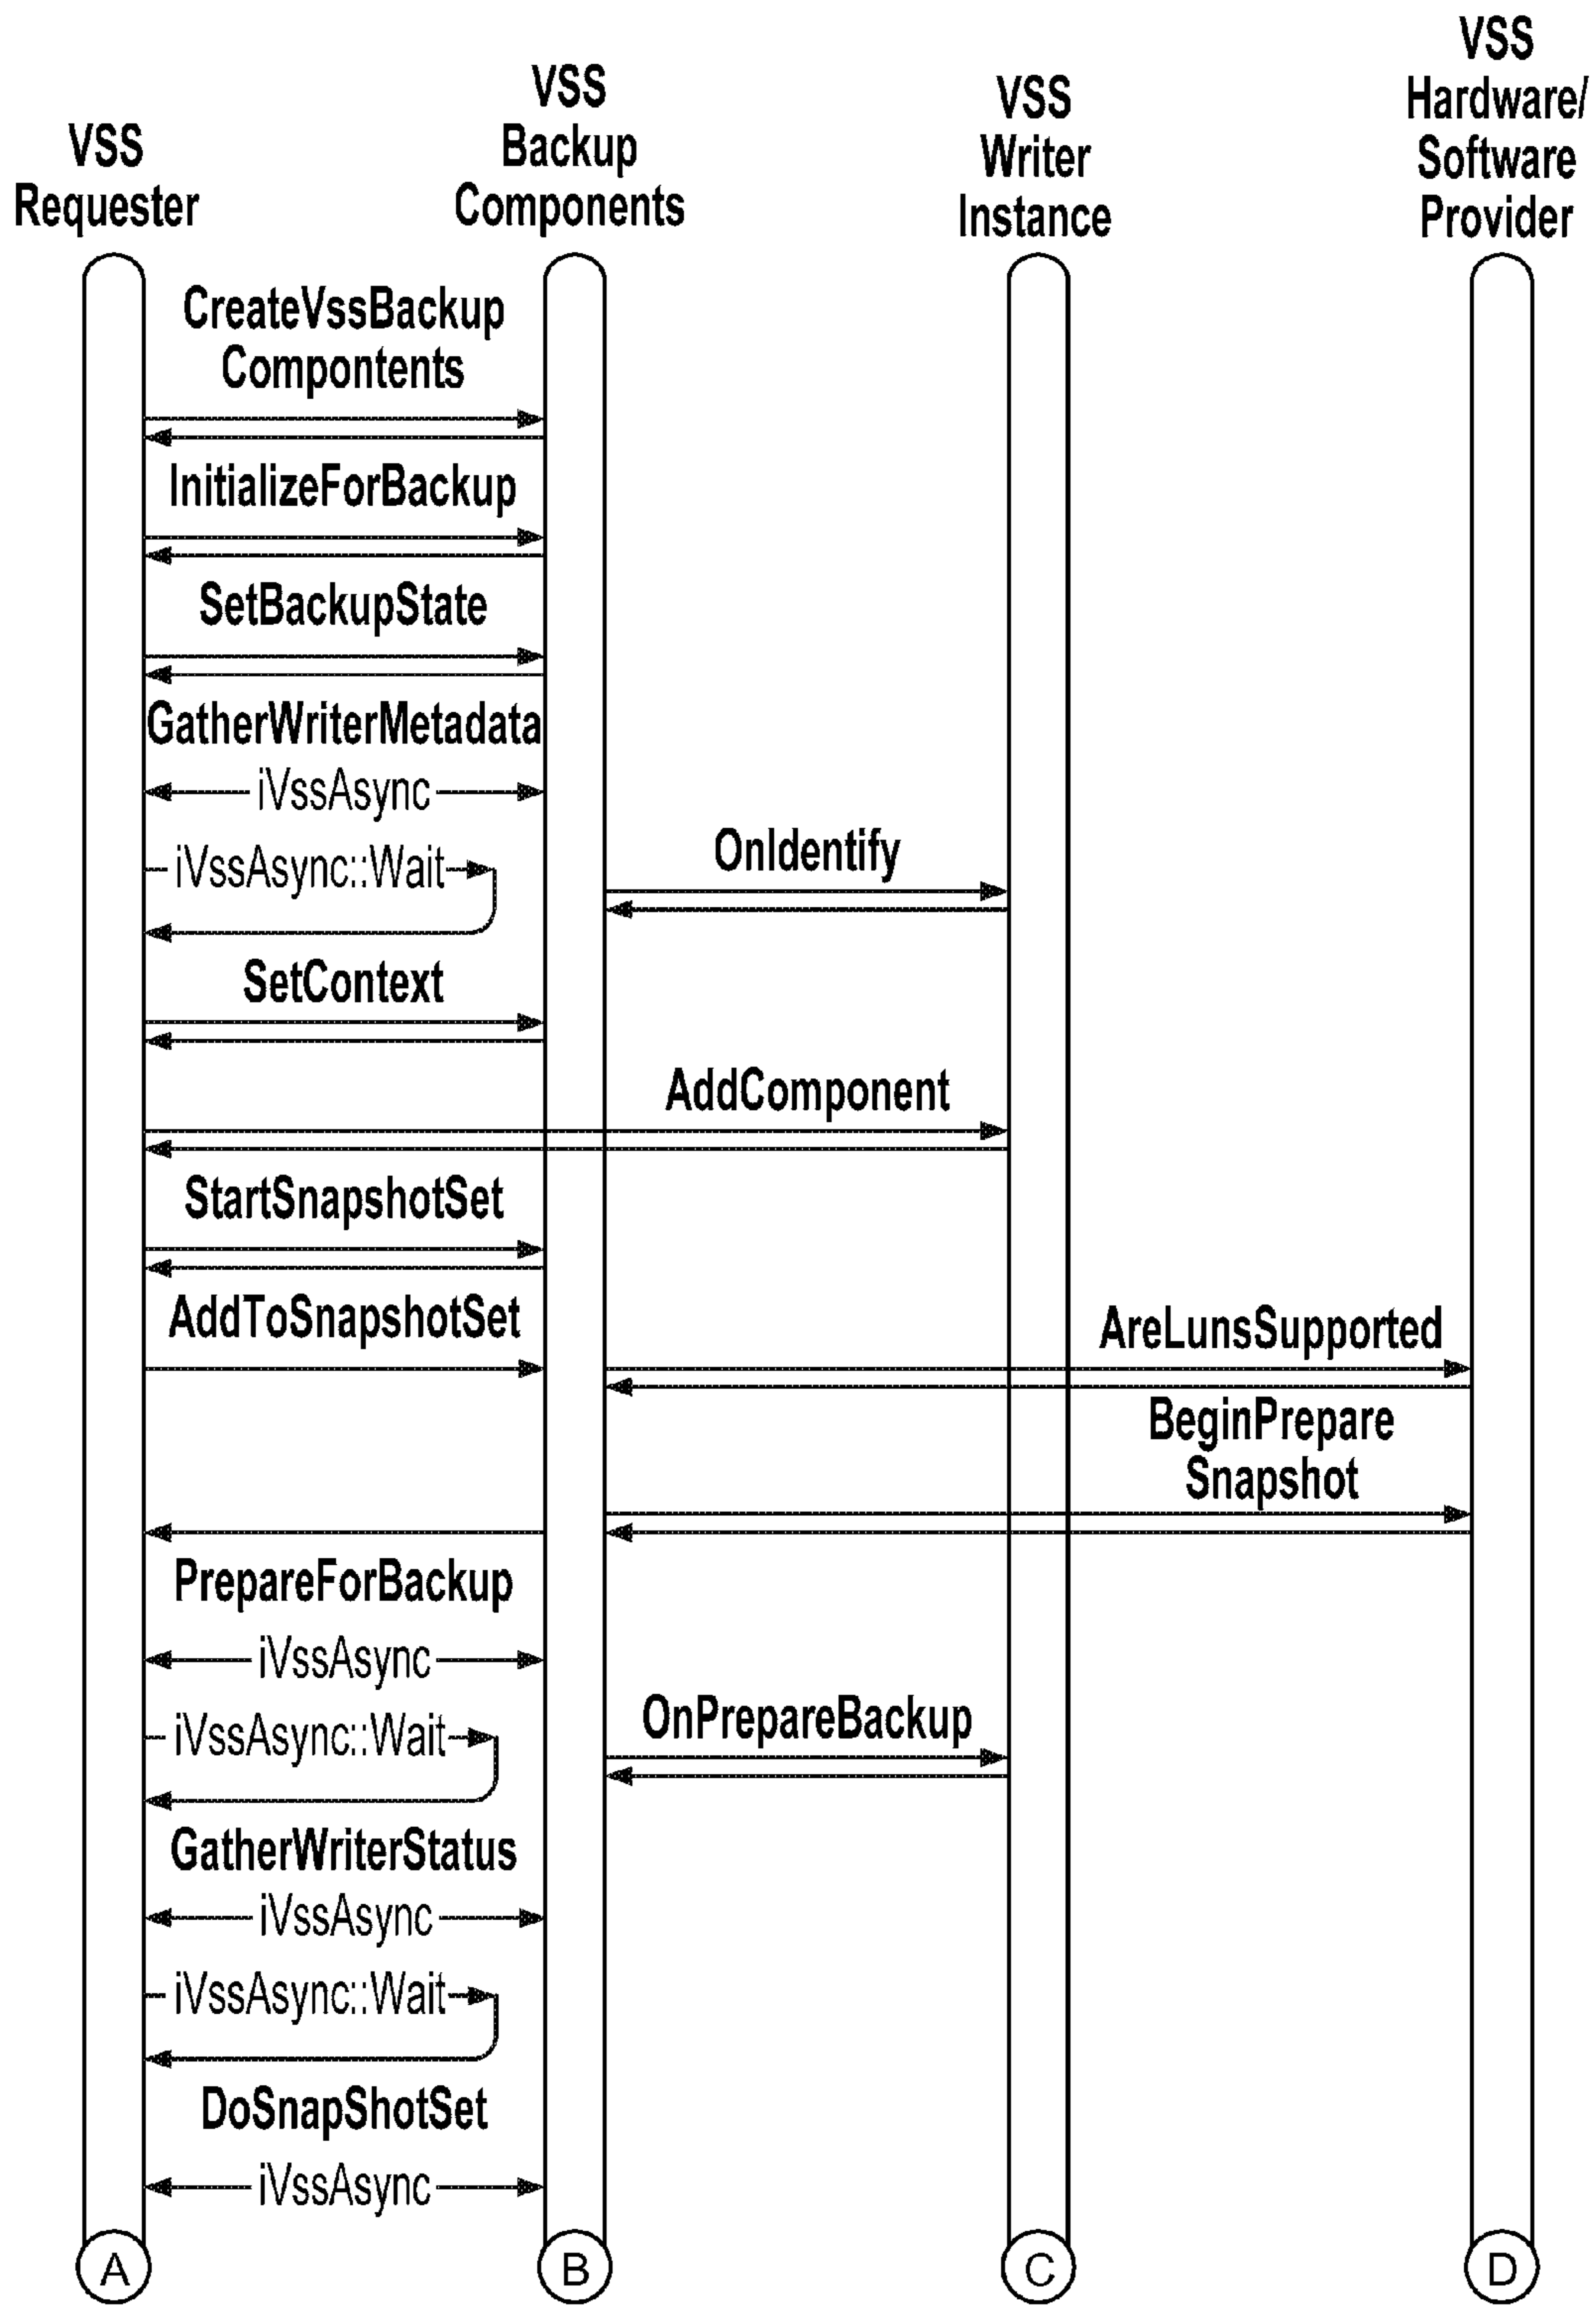 VSS
Requester
VSS
Backup
Components
VSS
Writer
Instance
VSS
Hardware/
Software
Provider
CreateVssBackup
Compontents
InitializeForBackup
SetBackupState
GatherWriterMetadata
iVssAsync
iVssAsync::Wait
OnIdentify
SetContext
AddComponent
StartSnapshotSet
AddToSnapshotSet
AreLunsSupported
BeginPrepare
Snapshot
PrepareForBackup
iVssAsync
iVssAsync::Wait
OnPrepareBackup
GatherWriterStatus
iVssAsync
iVssAsync::Wait
DoSnapShotSet
iVssAsync
A
B
C
D